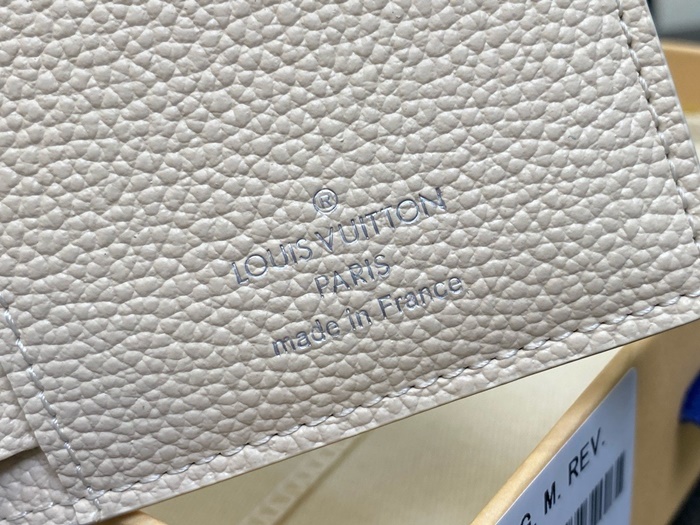 ®
LOUIS VUITTON
PARIS
made in France
G. M. REV.